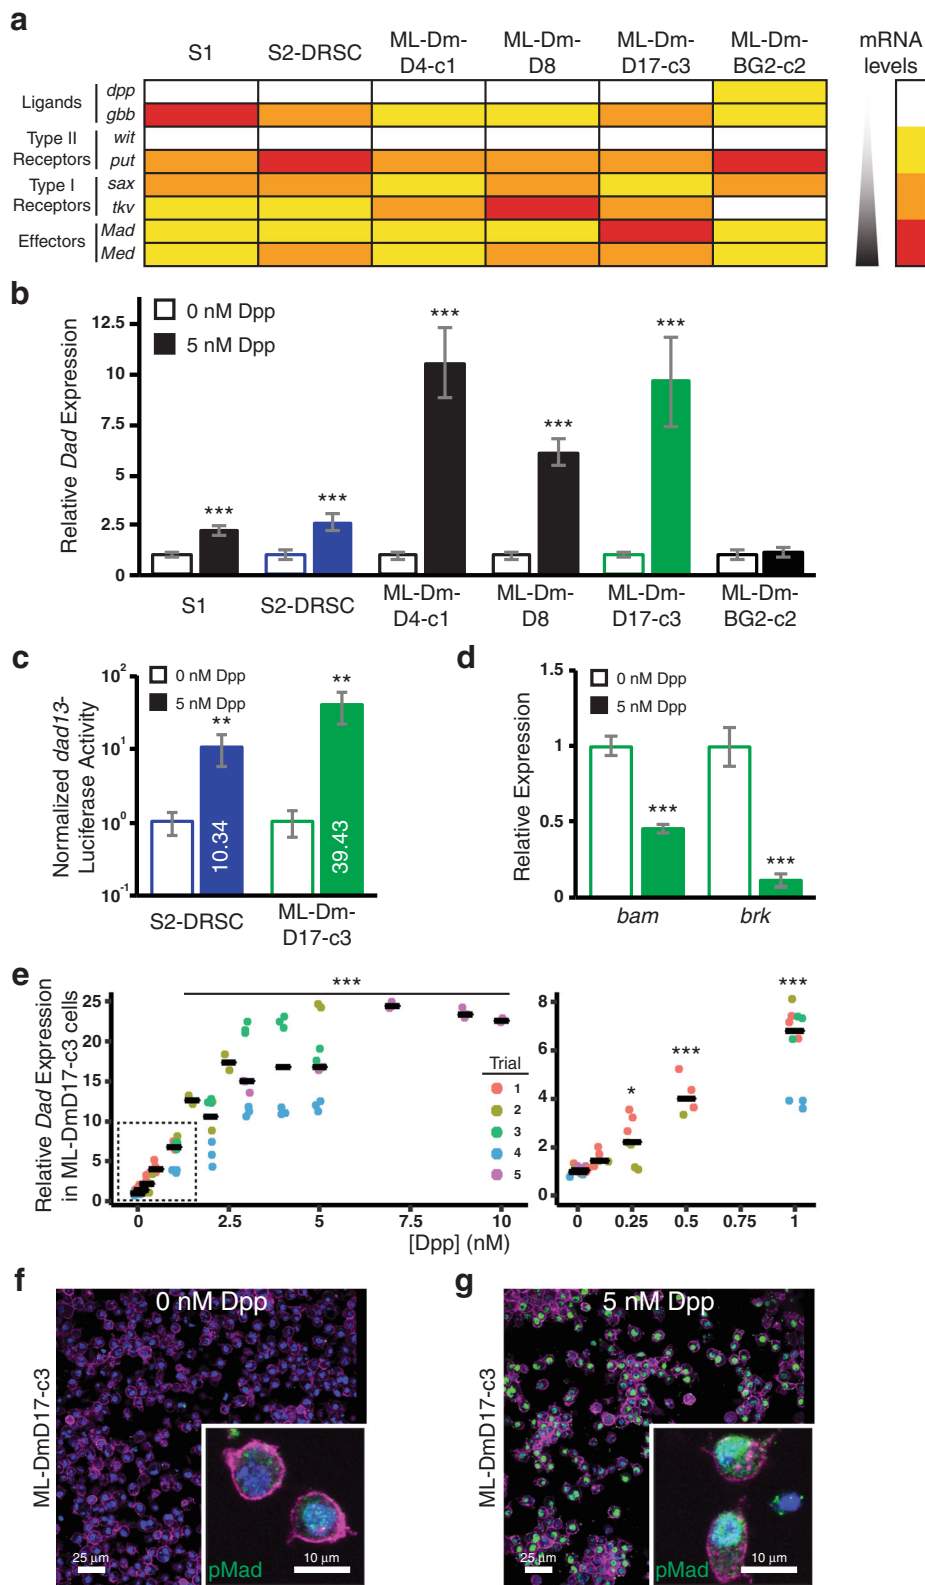 a
S1
S2-DRSC
ML-Dm-
D4-c1
ML-Dm-
D8
ML-Dm-
D17-c3
ML-Dm-
BG2-c2
mRNA
levels
Ligands
dpp
gbb
Type II
Receptors
wit
put
Type I
Receptors
sax
tkv
Effectors
Mad
Med
b
0 nM Dpp
5 nM Dpp
Relative Dad Expression
12.5
10
7.5
5
2.5
0
***
***
***
***
***
S1
S2-DRSC
ML-Dm-
D4-c1
ML-Dm-
D8
ML-Dm-
D17-c3
ML-Dm-
BG2-c2
c
0 nM Dpp
5 nM Dpp
Normalized dad13-
Luciferase Activity
10²
10¹
10⁰
10⁻¹
**
**
10.34
39.43
S2-DRSC
ML-Dm-
D17-c3
d
0 nM Dpp
5 nM Dpp
Relative Expression
1.5
1
0.5
0
***
***
bam
brk
e
Relative Dad Expression
in ML-DmD17-c3 cells
25
20
15
10
5
0
***
Trial
1
2
3
4
5
0
2.5
5
7.5
10
[Dpp] (nM)
8
6
4
2
0
*
***
***
0
0.25
0.5
0.75
1
f
0 nM Dpp
ML-DmD17-c3
25 μm
pMad
10 μm
g
5 nM Dpp
ML-DmD17-c3
25 μm
pMad
10 μm